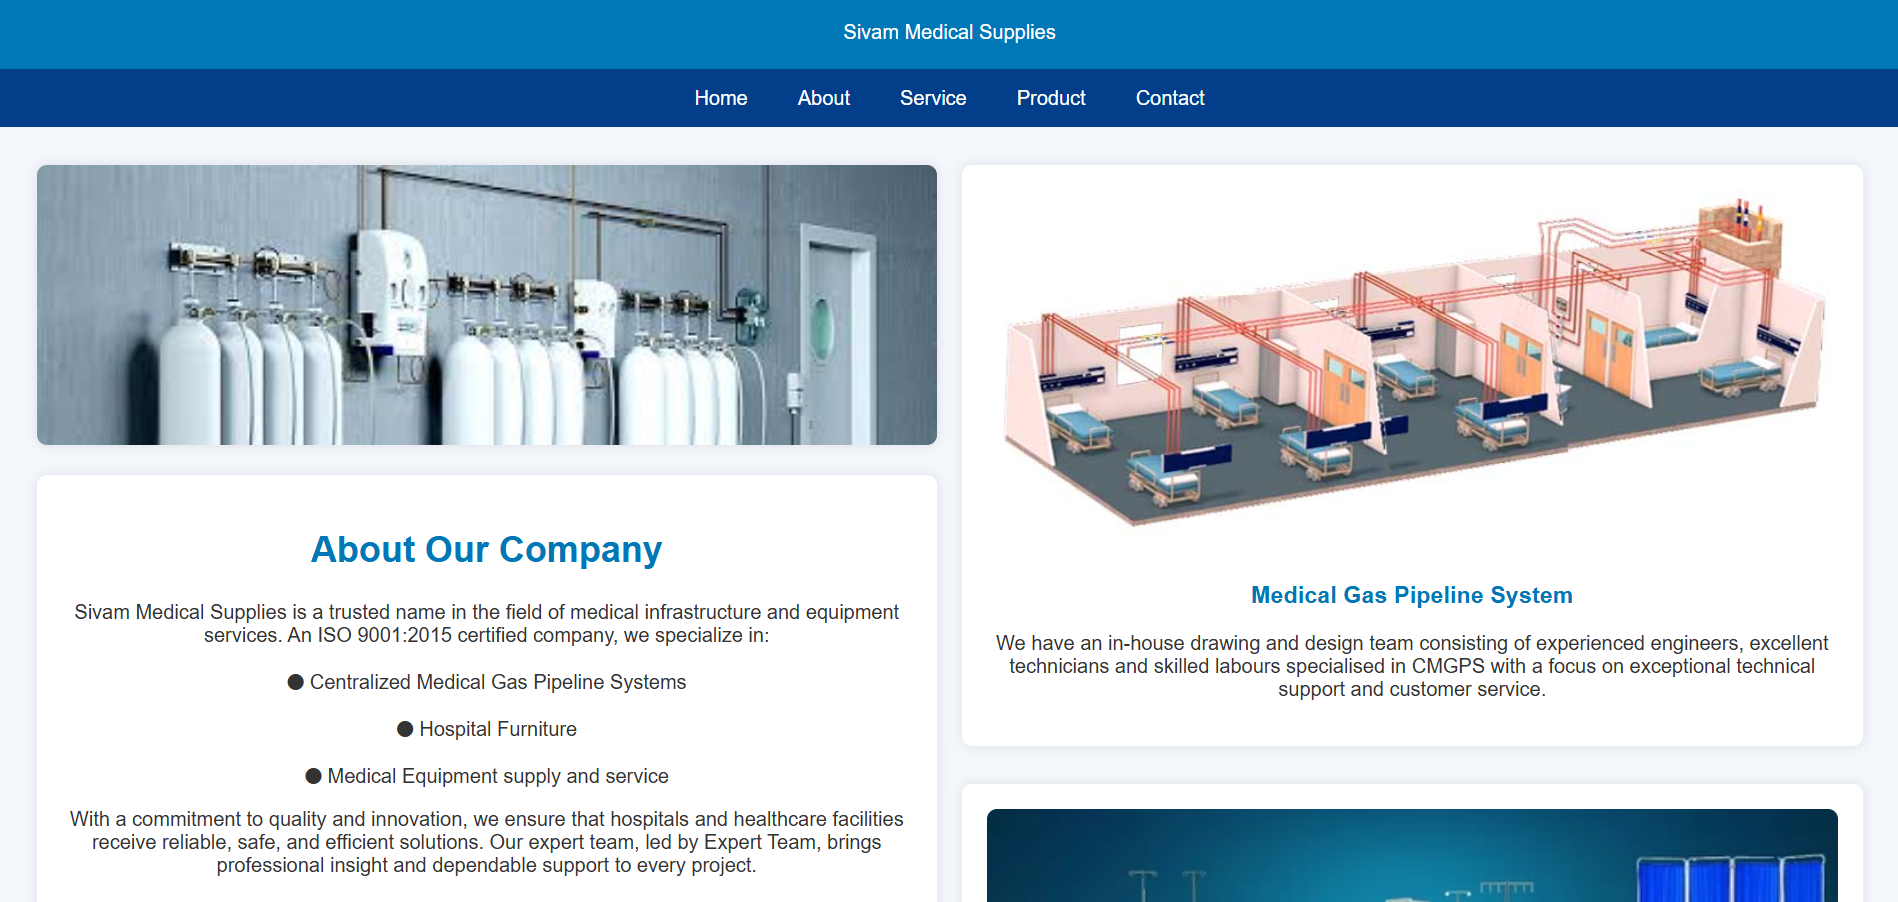 Sivam Medical Supplies
Home About Service Product Contact
About Our Company
Sivam Medical Supplies is a trusted name in the field of medical infrastructure and equipment
services. An ISO 9001:2015 certified company, we specialize in:
● Centralized Medical Gas Pipeline Systems
● Hospital Furniture
● Medical Equipment supply and service
With a commitment to quality and innovation, we ensure that hospitals and healthcare facilities
receive reliable, safe, and efficient solutions. Our expert team, led by Expert Team, brings
professional insight and dependable support to every project.
Medical Gas Pipeline System
We have an in-house drawing and design team consisting of experienced engineers, excellent
technicians and skilled labours specialised in CMGPS with a focus on exceptional technical
support and customer service.